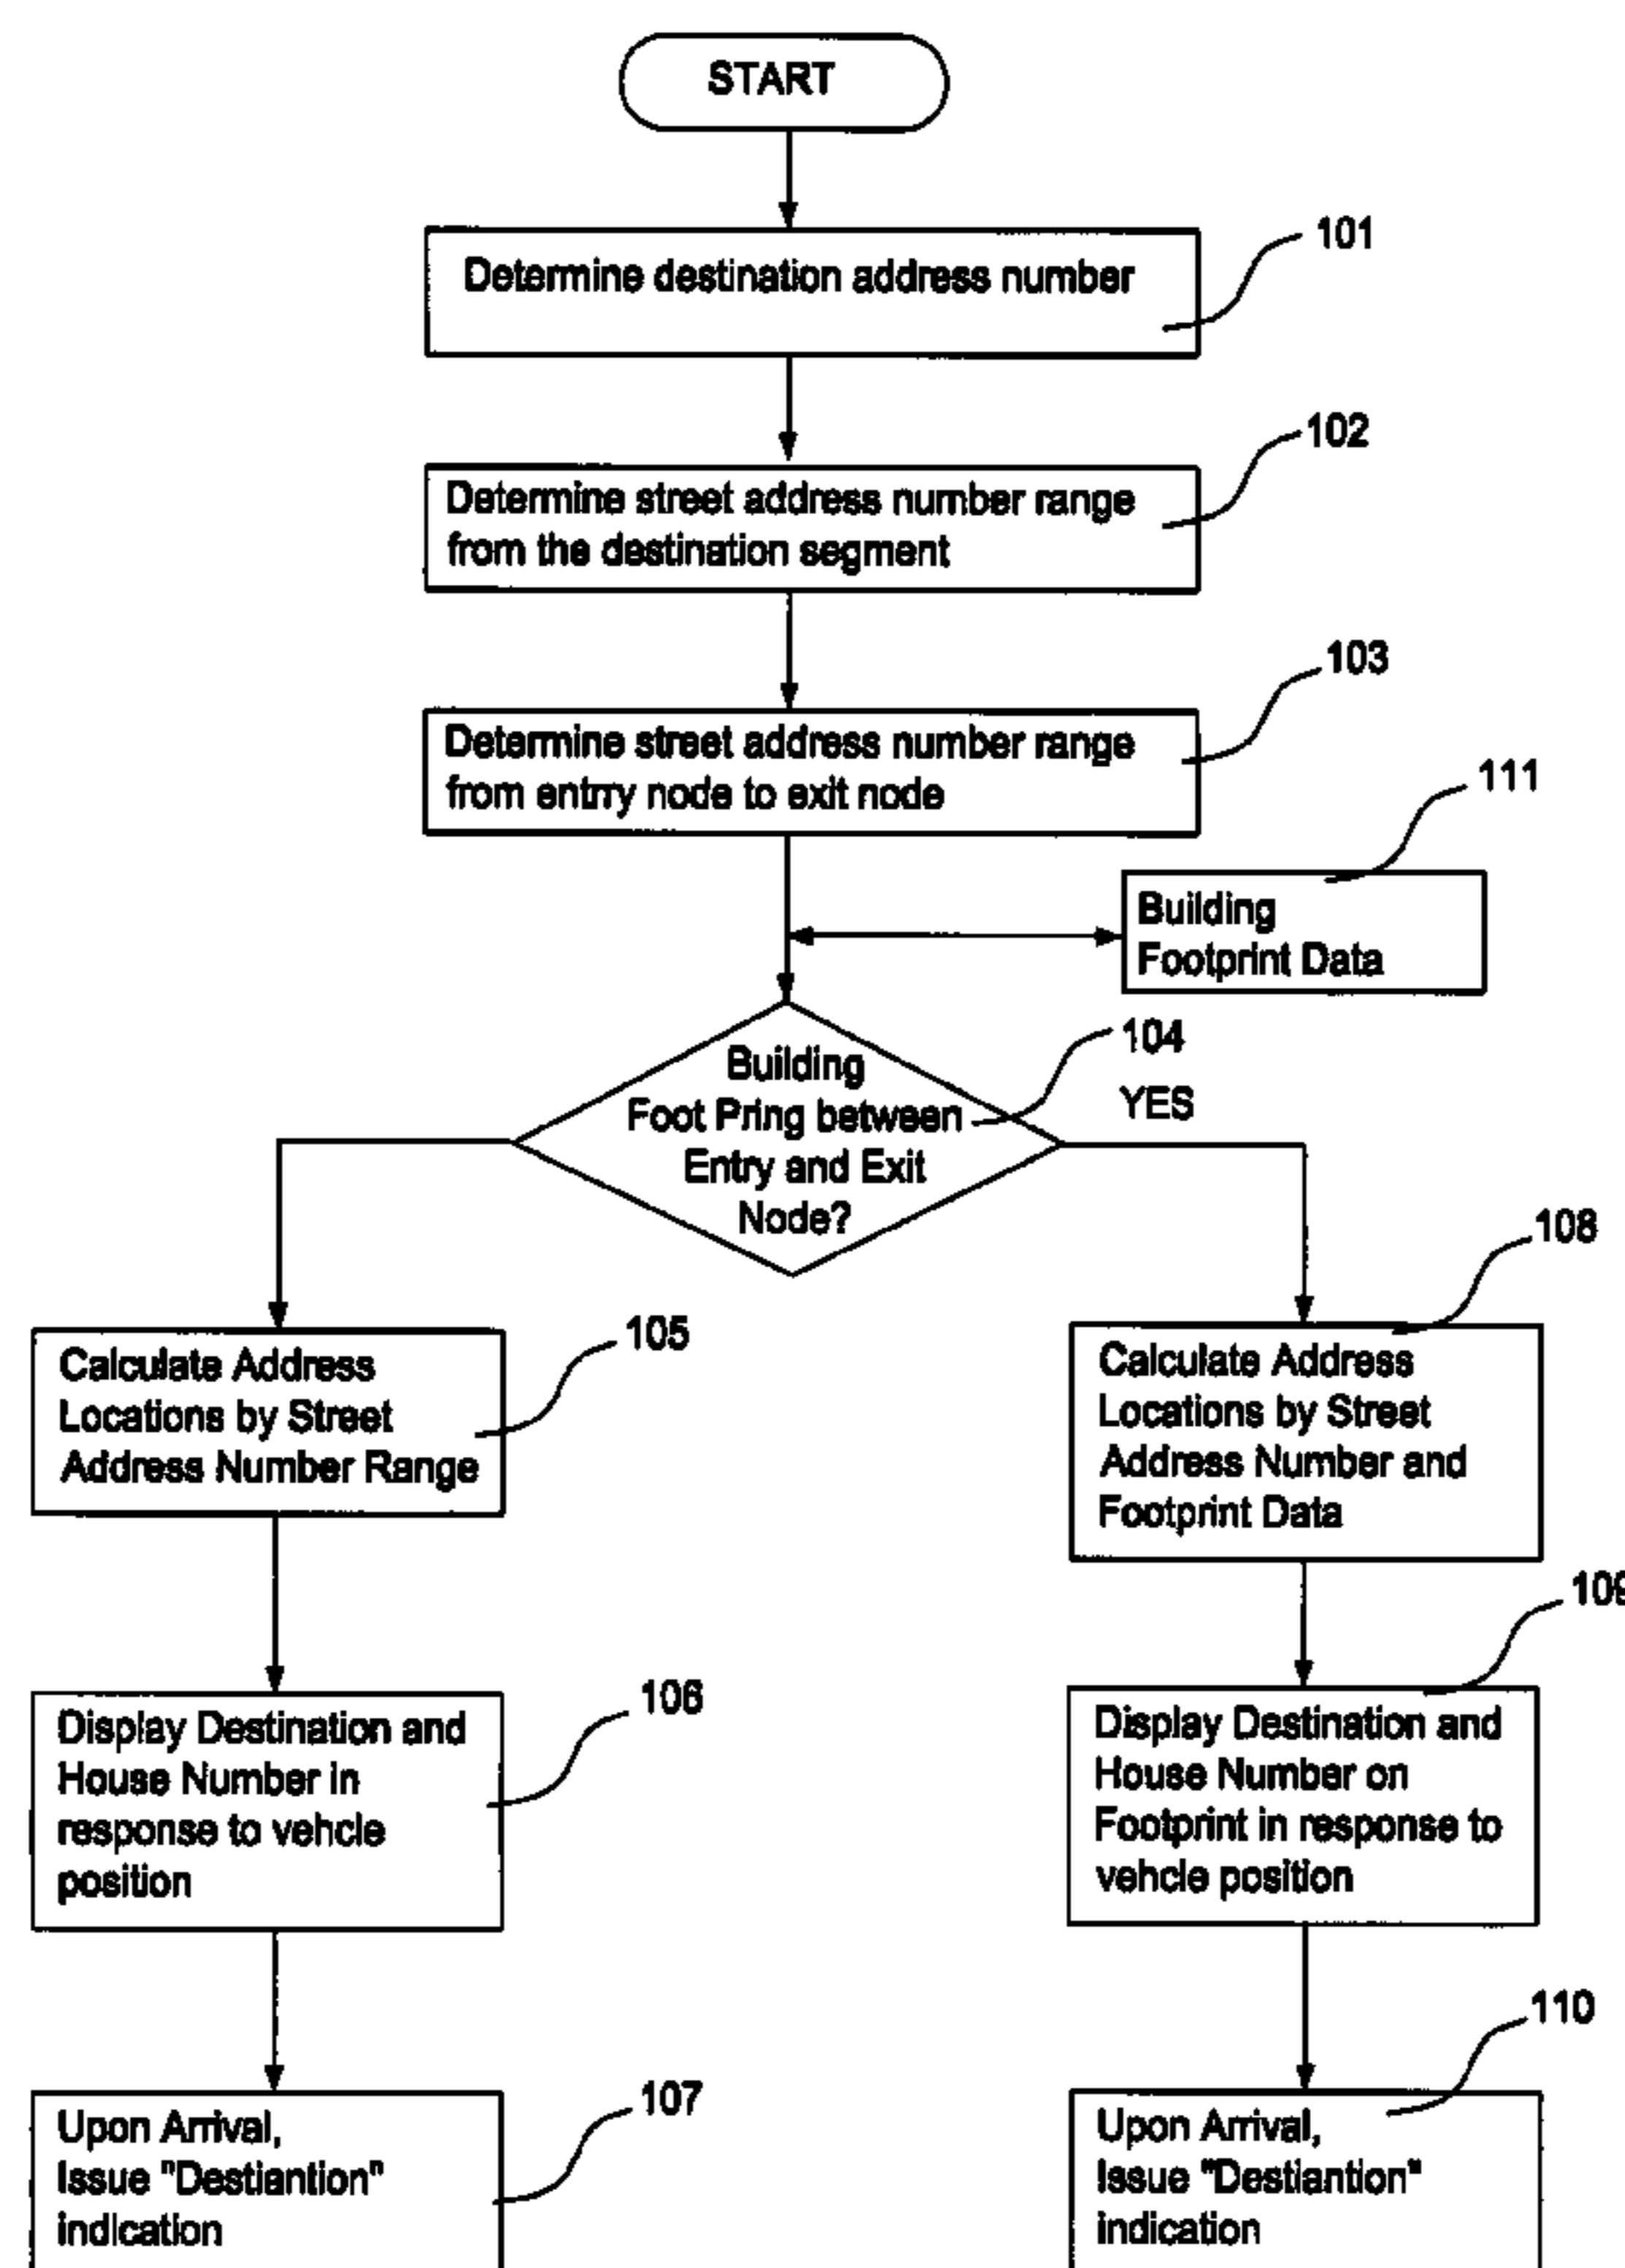 START
101
Determine destination address number
102
Determine street address number range
from the destination segment
103
Determine street address number range
from entrry node to exit node
111
Building
Footprint Data
104
YES
Building
Foot Pring between
Entry and Exit
Node?
105
Calculate Address
Locations by Street
Address Number Range
108
Calculate Address
Locations by Street
Address Number and
Footprint Data
106
Display Destination and
House Number in
response to vehcle
position
109
Display Destination and
House Number on
Footprint in response to
vehcle position
107
Upon Arrival,
Issue "Destiantion"
indication
110
Upon Arrival,
Issue "Destiantion"
indication